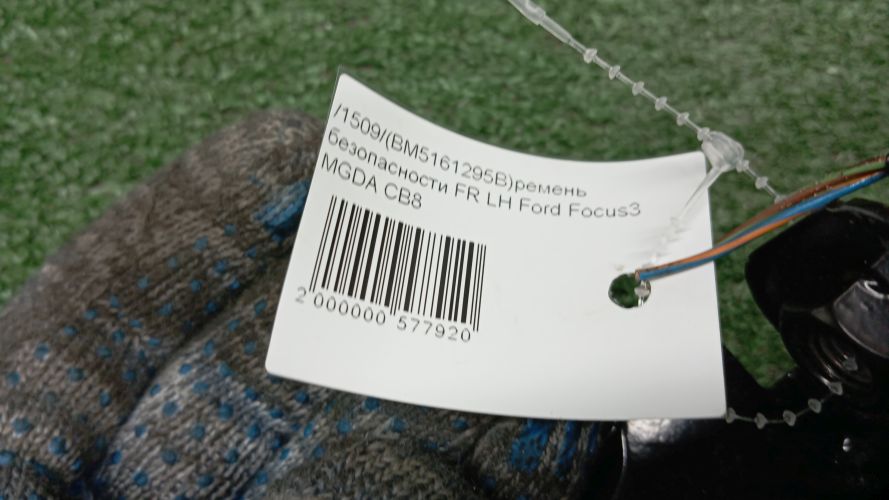 /1509/(BM5161295B)ремень
безопасности FR LH Ford Focus3
MGDA CB8
2 000000 577920